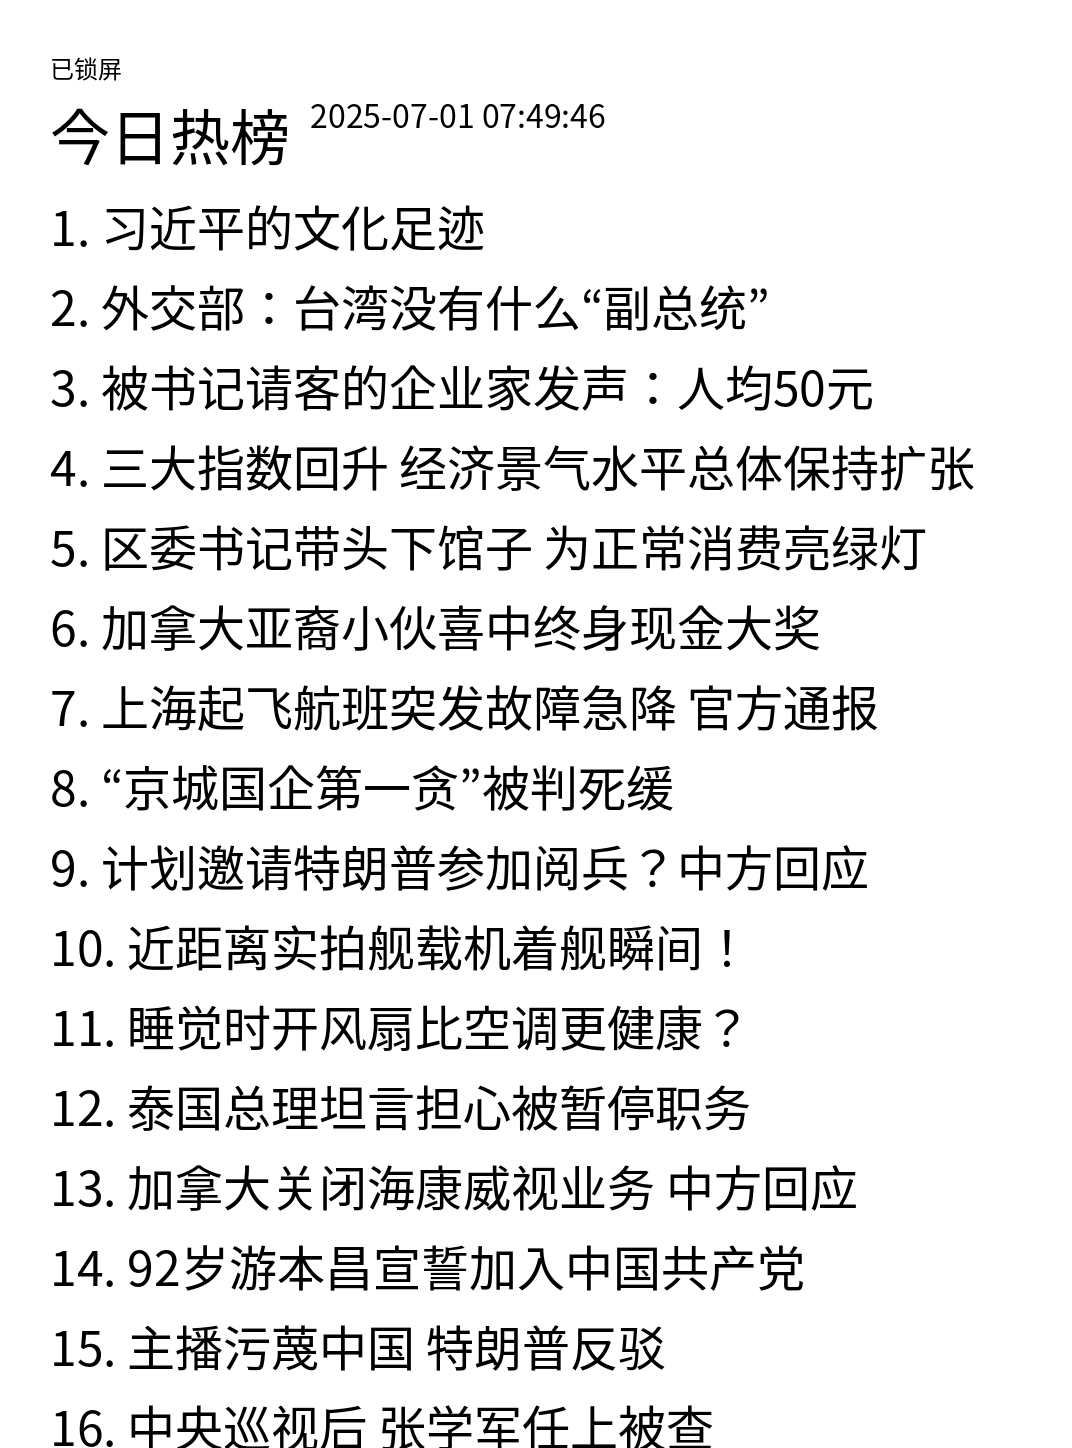 已锁屏
今日热榜 2025-07-01 07:49:46
1. 习近平的文化足迹
2. 外交部：台湾没有什么“副总统”
3. 被书记请客的企业家发声：人均50元
4. 三大指数回升 经济景气水平总体保持扩张
5. 区委书记带头下馆子 为正常消费亮绿灯
6. 加拿大亚裔小伙喜中终身现金大奖
7. 上海起飞航班突发故障急降 官方通报
8. “京城国企第一贪”被判死缓
9. 计划邀请特朗普参加阅兵？中方回应
10. 近距离实拍舰载机着舰瞬间！
11. 睡觉时开风扇比空调更健康？
12. 泰国总理坦言担心被暂停职务
13. 加拿大关闭海康威视业务 中方回应
14. 92岁游本昌宣誓加入中国共产党
15. 主播污蔑中国 特朗普反驳
16. 中央巡视后 张学军任上被查